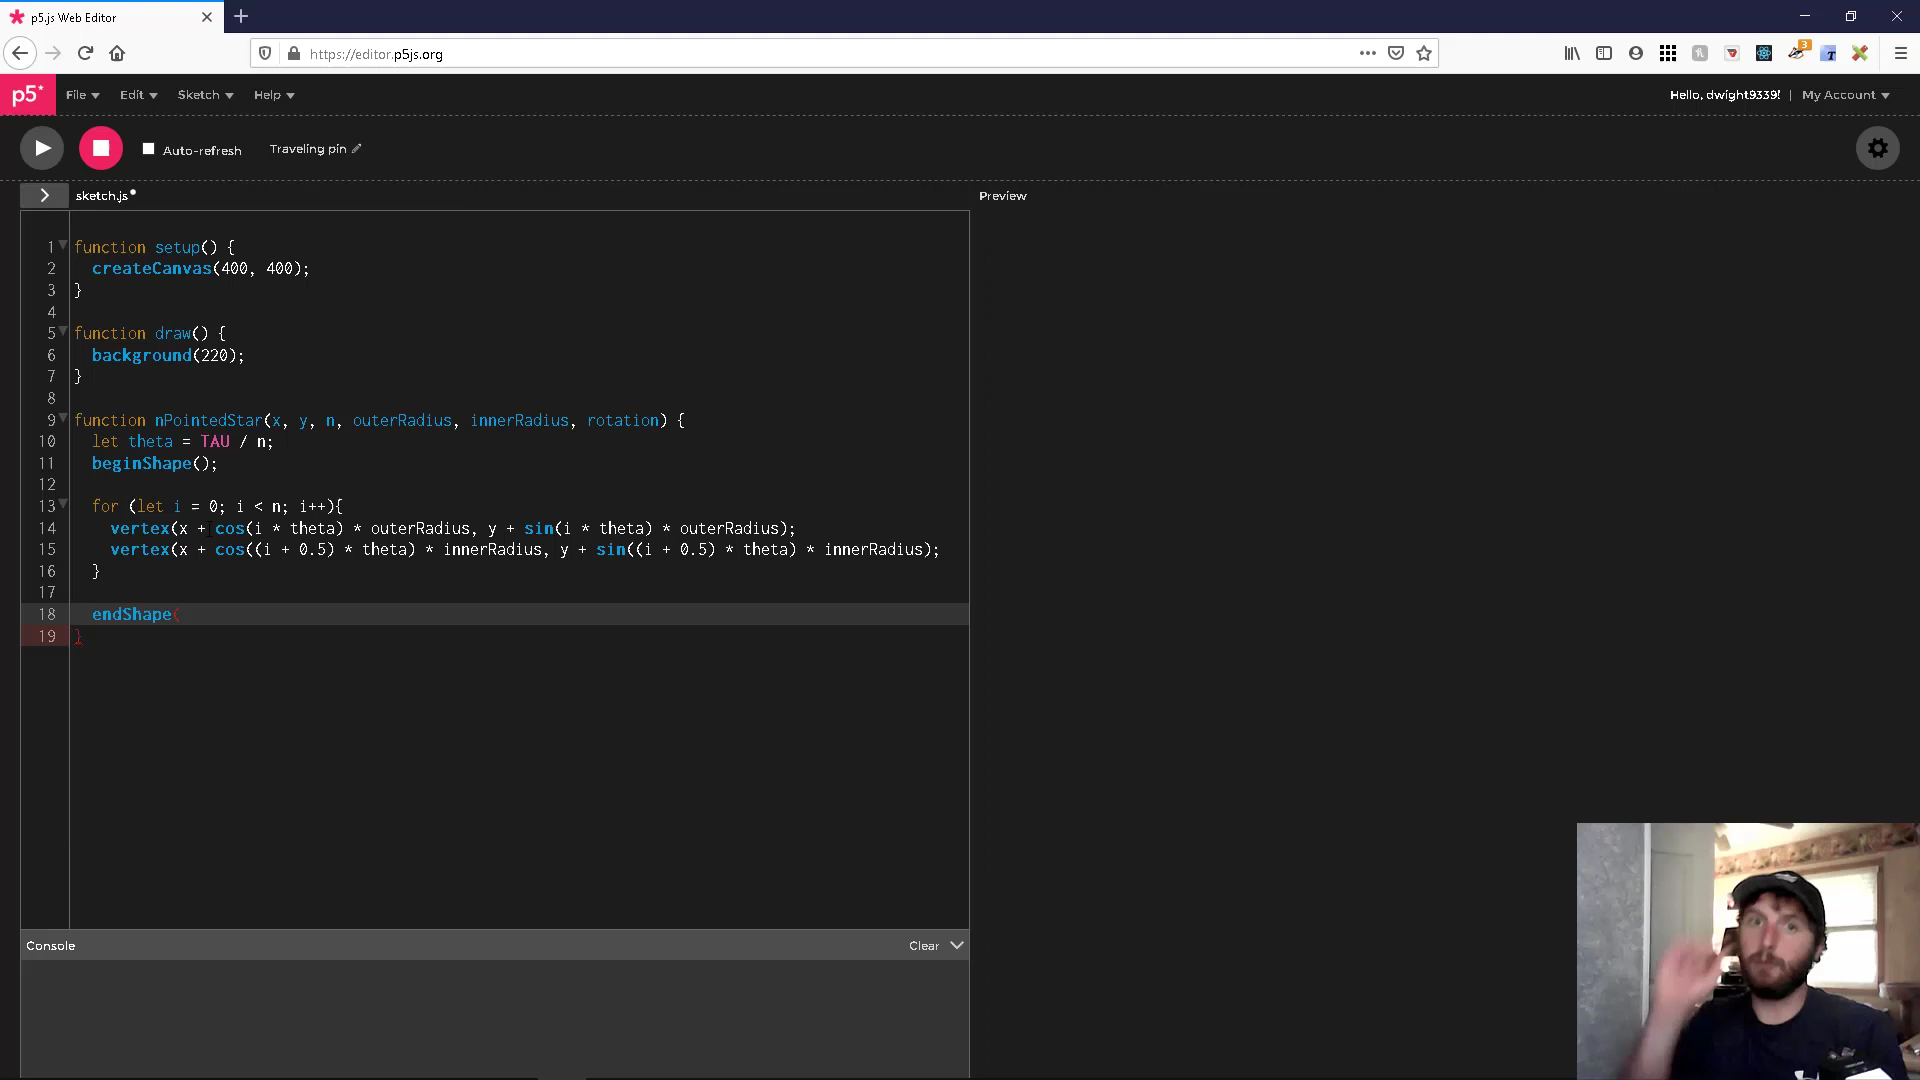 p5.js Web Editor
https://editor.p5js.org
3
T
p5* File Edit Sketch Help Hello, dwight9339! | My Account
Auto-refresh Traveling pin
> sketch.js Preview
1 function setup() {
2 createCanvas(400, 400);
3 }
4
5 function draw() {
6 background(220);
7 }
8
9 function nPointedStar(x, y, n, outerRadius, innerRadius, rotation) {
10 let theta = TAU / n;
11 beginShape();
12
13 for (let i = 0; i < n; i++){
14 vertex(x + cos(i * theta) * outerRadius, y + sin(i * theta) * outerRadius);
15 vertex(x + cos((i + 0.5) * theta) * innerRadius, y + sin((i + 0.5) * theta) * innerRadius);
16 }
17
18 endShape(
19 }
Console Clear